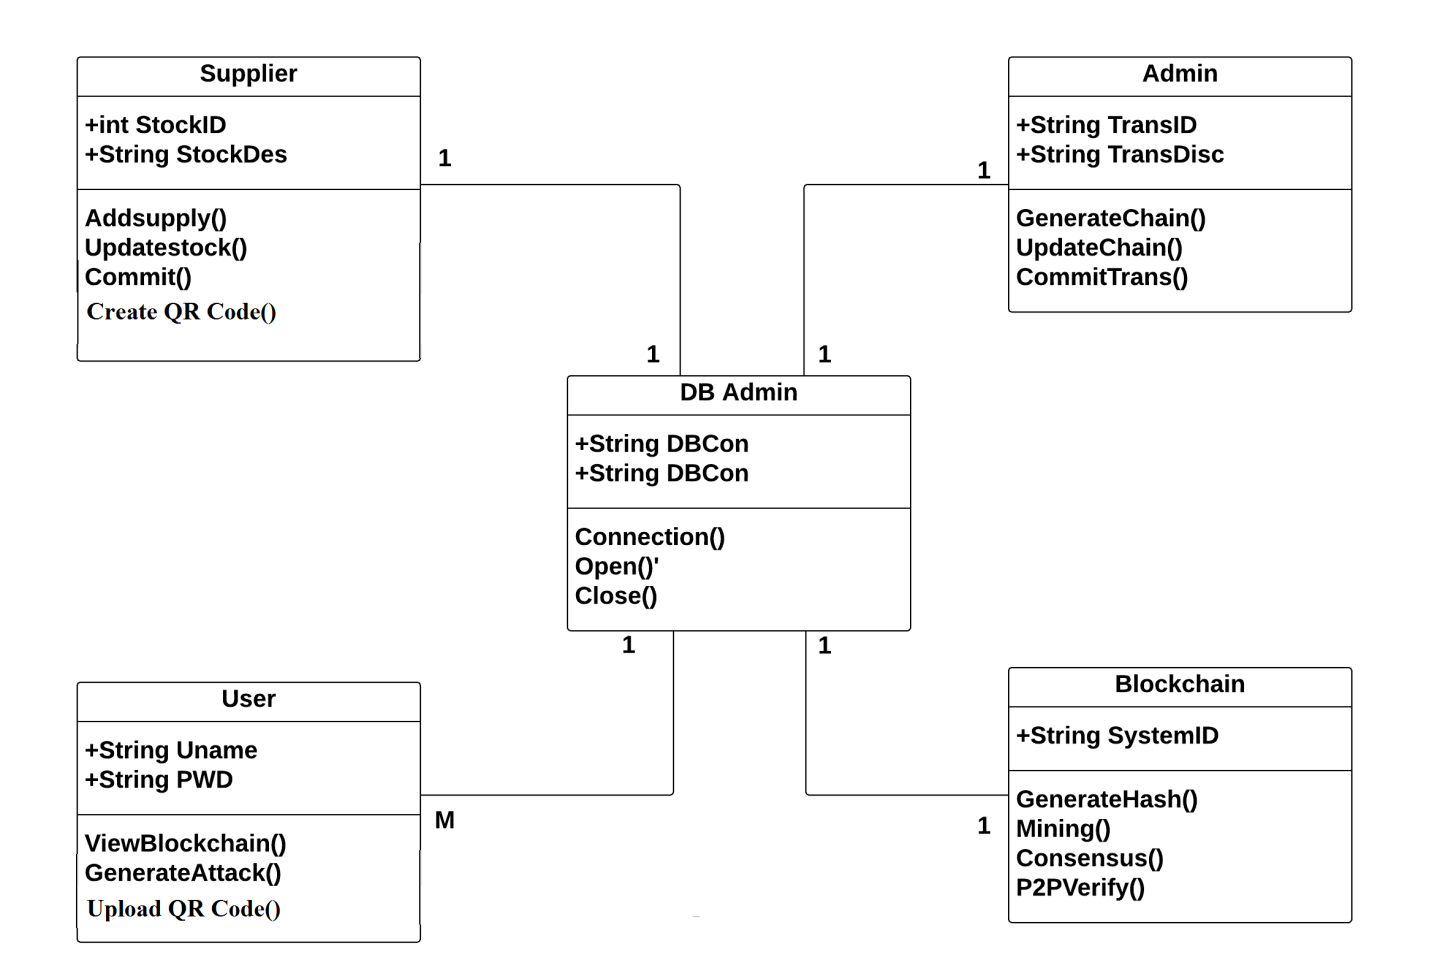 Supplier
+int StockID
+String StockDes
Addsupply()
Updatestock()
Commit()
Create QR Code()
1
1
Admin
+String TransID
+String TransDisc
GenerateChain()
UpdateChain()
CommitTrans()
1
1
DB Admin
+String DBCon
+String DBCon
Connection()
Open()'
Close()
1
1
User
+String Uname
+String PWD
ViewBlockchain()
GenerateAttack()
Upload QR Code()
M
Blockchain
+String SystemID
GenerateHash()
Mining()
Consensus()
P2PVerify()
1